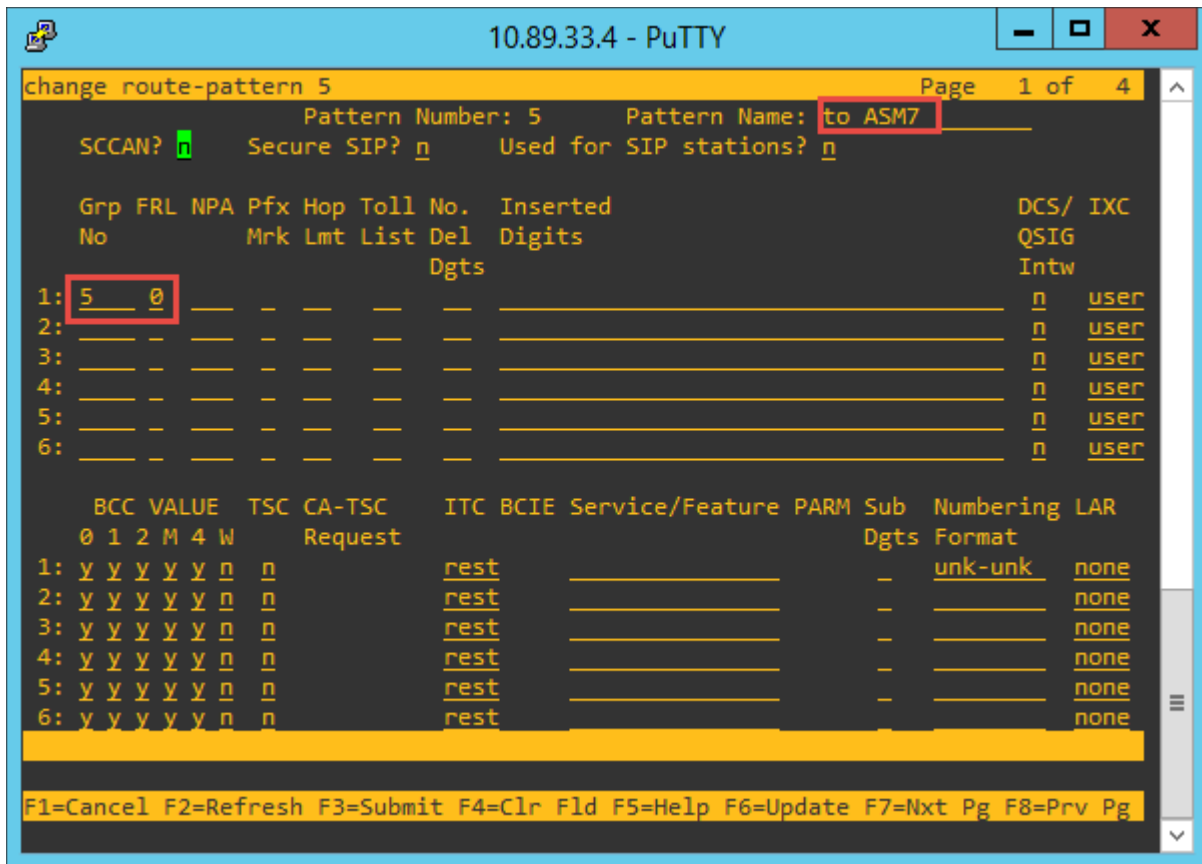 10.89.33.4 - PuTTY
change route-pattern 5 Page 1 of 4
Pattern Number: 5 Pattern Name: to ASM7
SCCAN? n Secure SIP? n Used for SIP stations? n
Grp FRL NPA Pfx Hop Toll No. Inserted DCS/ IXC
No Mrk Lmt List Del Digits QSIG
Dgts Intw
1: 5 0 n user
2: n user
3: n user
4: n user
5: n user
6: n user
BCC VALUE TSC CA-TSC ITC BCIE Service/Feature PARM Sub Numbering LAR
0 1 2 M 4 W Request Dgts Format
1: y y y y y n n rest unk-unk none
2: y y y y y n n rest none
3: y y y y y n n rest none
4: y y y y y n n rest none
5: y y y y y n n rest none
6: y y y y y n n rest none
F1=Cancel F2=Refresh F3=Submit F4=Clr Fld F5=Help F6=Update F7=Nxt Pg F8=Prv Pg